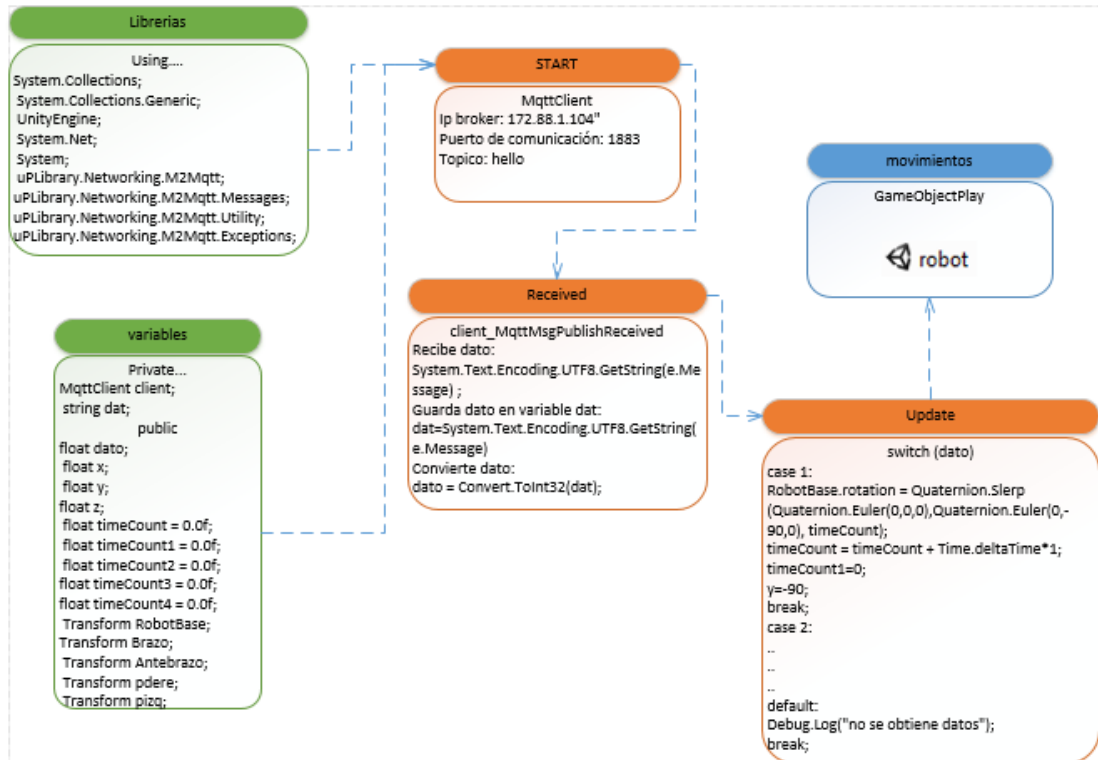 Librerias
Using....
System.Collections;
System.Collections.Generic;
UnityEngine;
System.Net;
System;
uPLibrary.Networking.M2Mqtt;
uPLibrary.Networking.M2Mqtt.Messages;
uPLibrary.Networking.M2Mqtt.Utility;
uPLibrary.Networking.M2Mqtt.Exceptions;
variables
Private...
MqttClient client;
string dat;
public
float dato;
float x;
float y;
float z;
float timeCount = 0.0f;
float timeCount1 = 0.0f;
float timeCount2 = 0.0f;
float timeCount3 = 0.0f;
float timeCount4 = 0.0f;
Transform RobotBase;
Transform Brazo;
Transform Antebrazo;
Transform pdere;
Transform pizq;
START
MqttClient
Ip broker: 172.88.1.104"
Puerto de comunicación: 1883
Topico: hello
Received
client_MqttMsgPublishReceived
Recibe dato:
System.Text.Encoding.UTF8.GetString(e.Me
ssage) ;
Guarda dato en variable dat:
dat=System.Text.Encoding.UTF8.GetString(
e.Message)
Convierte dato:
dato = Convert.ToInt32(dat);
movimientos
GameObjectPlay
robot
Update
switch (dato)
case 1:
RobotBase.rotation = Quaternion.Slerp
(Quaternion.Euler(0,0,0),Quaternion.Euler(0,-
90,0), timeCount);
timeCount = timeCount + Time.deltaTime*1;
timeCount1=0;
y=-90;
break;
case 2:
..
..
..
default:
Debug.Log("no se obtiene datos");
break;